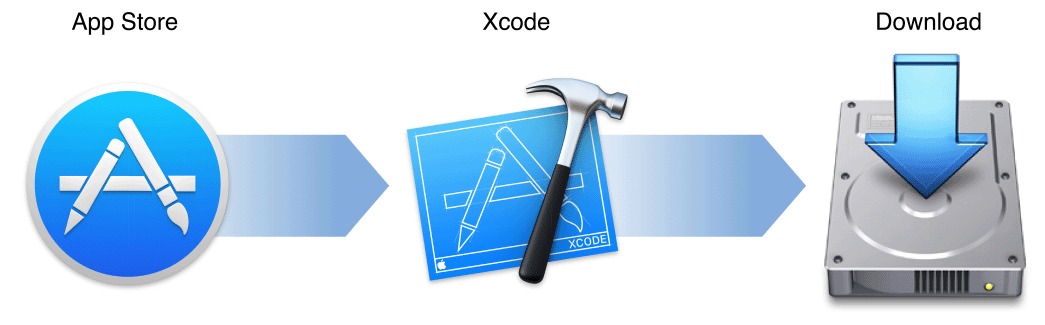 App Store
Xcode
Download
XCODE